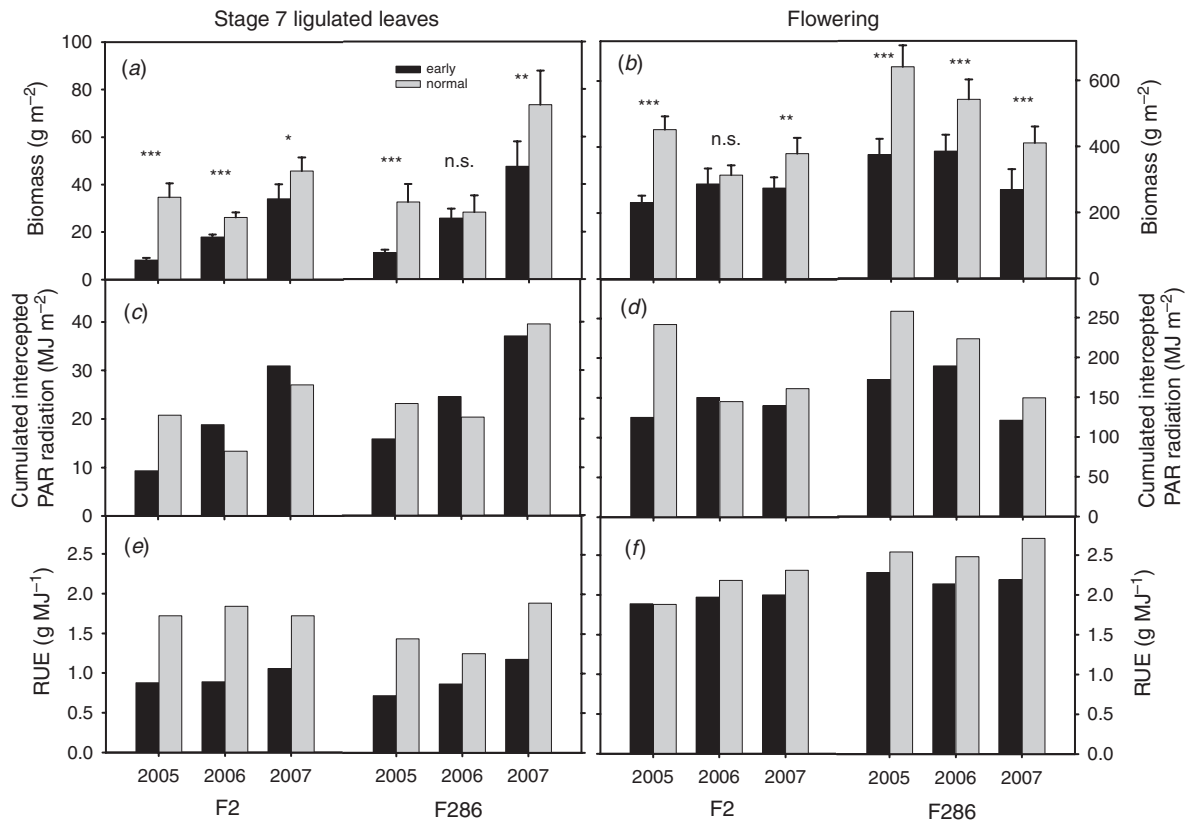 Stage 7 ligulated leaves
Flowering
(a)
early
normal
Biomass (g m−2)
100
80
60
40
20
0
***
***
*
***
n.s.
**
(b)
***
n.s.
**
***
***
***
600
400
200
0
Biomass (g m−2)
(c)
Cumulated intercepted
PAR radiation (MJ m−2)
40
30
20
10
0
(d)
250
200
150
100
50
0
Cumulated intercepted
PAR radiation (MJ m−2)
(e)
RUE (g MJ−1)
2.5
2.0
1.5
1.0
0.5
0.0
(f)
2.5
2.0
1.5
1.0
0.5
0.0
RUE (g MJ−1)
2005 2006 2007 2005 2006 2007 2005 2006 2007 2005 2006 2007
F2 F286 F2 F286